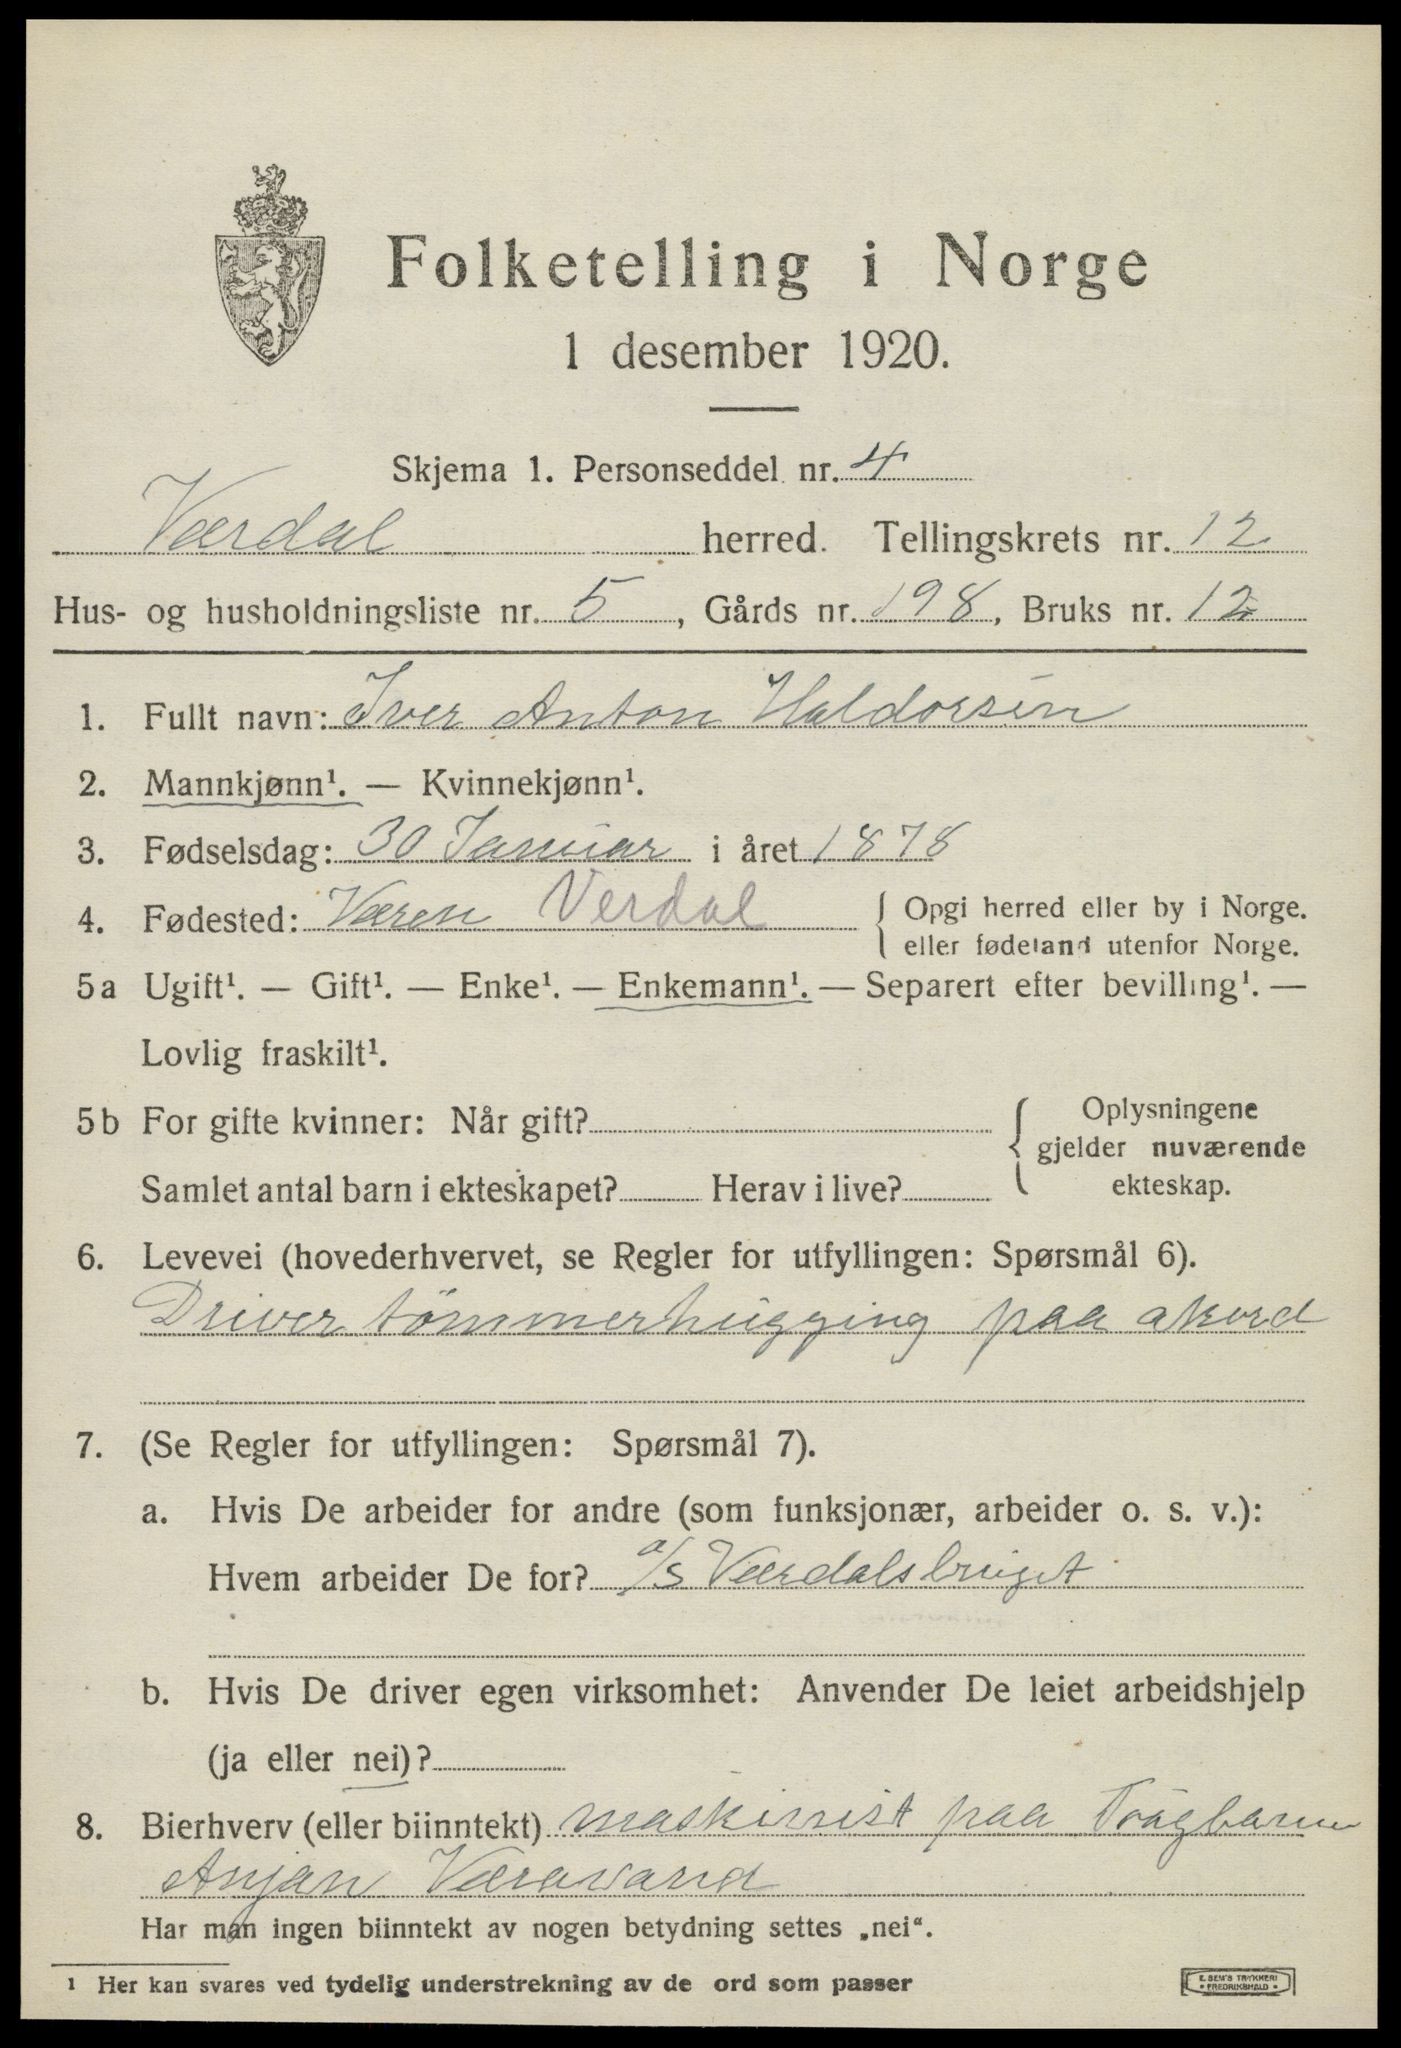 Folketelling i Norge
1 desember 1920.
Skjema 1. Personseddel nr. 4
Værdal herred. Tellingskrets nr. 12
Hus- og husholdningsliste nr. 5, Gårds nr. 198, Bruks nr. 12
1. Fullt navn: Iver Anton Haldorsen
2. Mannkjønn¹. — Kvinnekjønn¹.
3. Fødselsdag: 30 Januar i året 1878
4. Fødested: Væren Verdal { Opgi herred eller by i Norge.
eller fødeland utenfor Norge.
5a Ugift¹. — Gift¹. — Enke¹. — Enkemann¹. — Separert efter bevilling¹. —
Lovlig fraskilt¹.
5b For gifte kvinner: Når gift? { Oplysningene
gjelder nuværende
Samlet antal barn i ekteskapet? Herav i live? ekteskap.
6. Levevei (hovederhvervet, se Regler for utfyllingen: Spørsmål 6).
Driver tömmerhugging paa akord
7. (Se Regler for utfyllingen: Spørsmål 7).
a. Hvis De arbeider for andre (som funksjonær, arbeider o. s. v.):
Hvem arbeider De for? a/s Værdalsbruget
b. Hvis De driver egen virksomhet: Anvender De leiet arbeidshjelp
(ja eller nei)?
8. Bierhverv (eller biinntekt) maskinist paa
Anjan
Har man ingen biinntekt av nogen betydning settes „nei“.
¹ Her kan svares ved tydelig understrekning av de ord som passer
E. SEM'S TRYKKERI
• FREDRIKSHALD •